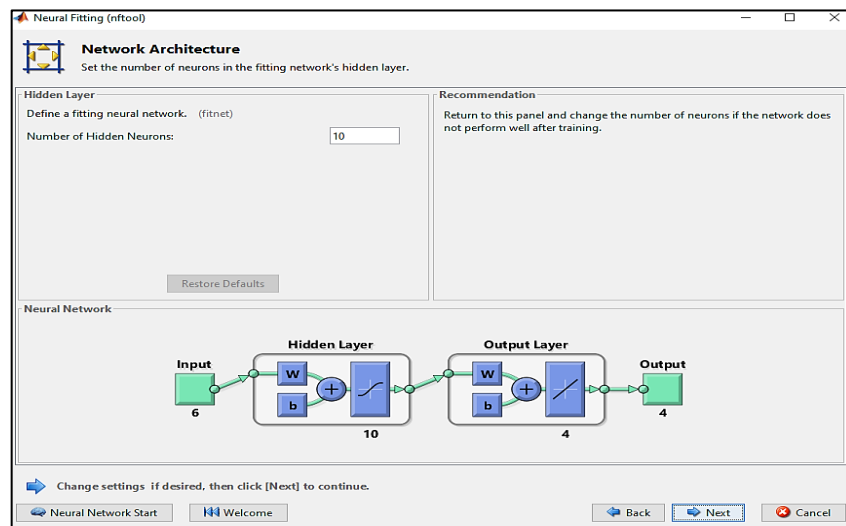 Neural Fitting (nftool)
Network Architecture
Set the number of neurons in the fitting network's hidden layer.
Hidden Layer
Define a fitting neural network. (fitnet)
Number of Hidden Neurons: 10
Restore Defaults
Recommendation
Return to this panel and change the number of neurons if the network does
not perform well after training.
Neural Network
Hidden Layer Output Layer
Input Output
W W
b b
6 10 4 4
Change settings if desired, then click [Next] to continue.
Neural Network Start Welcome Back Next Cancel